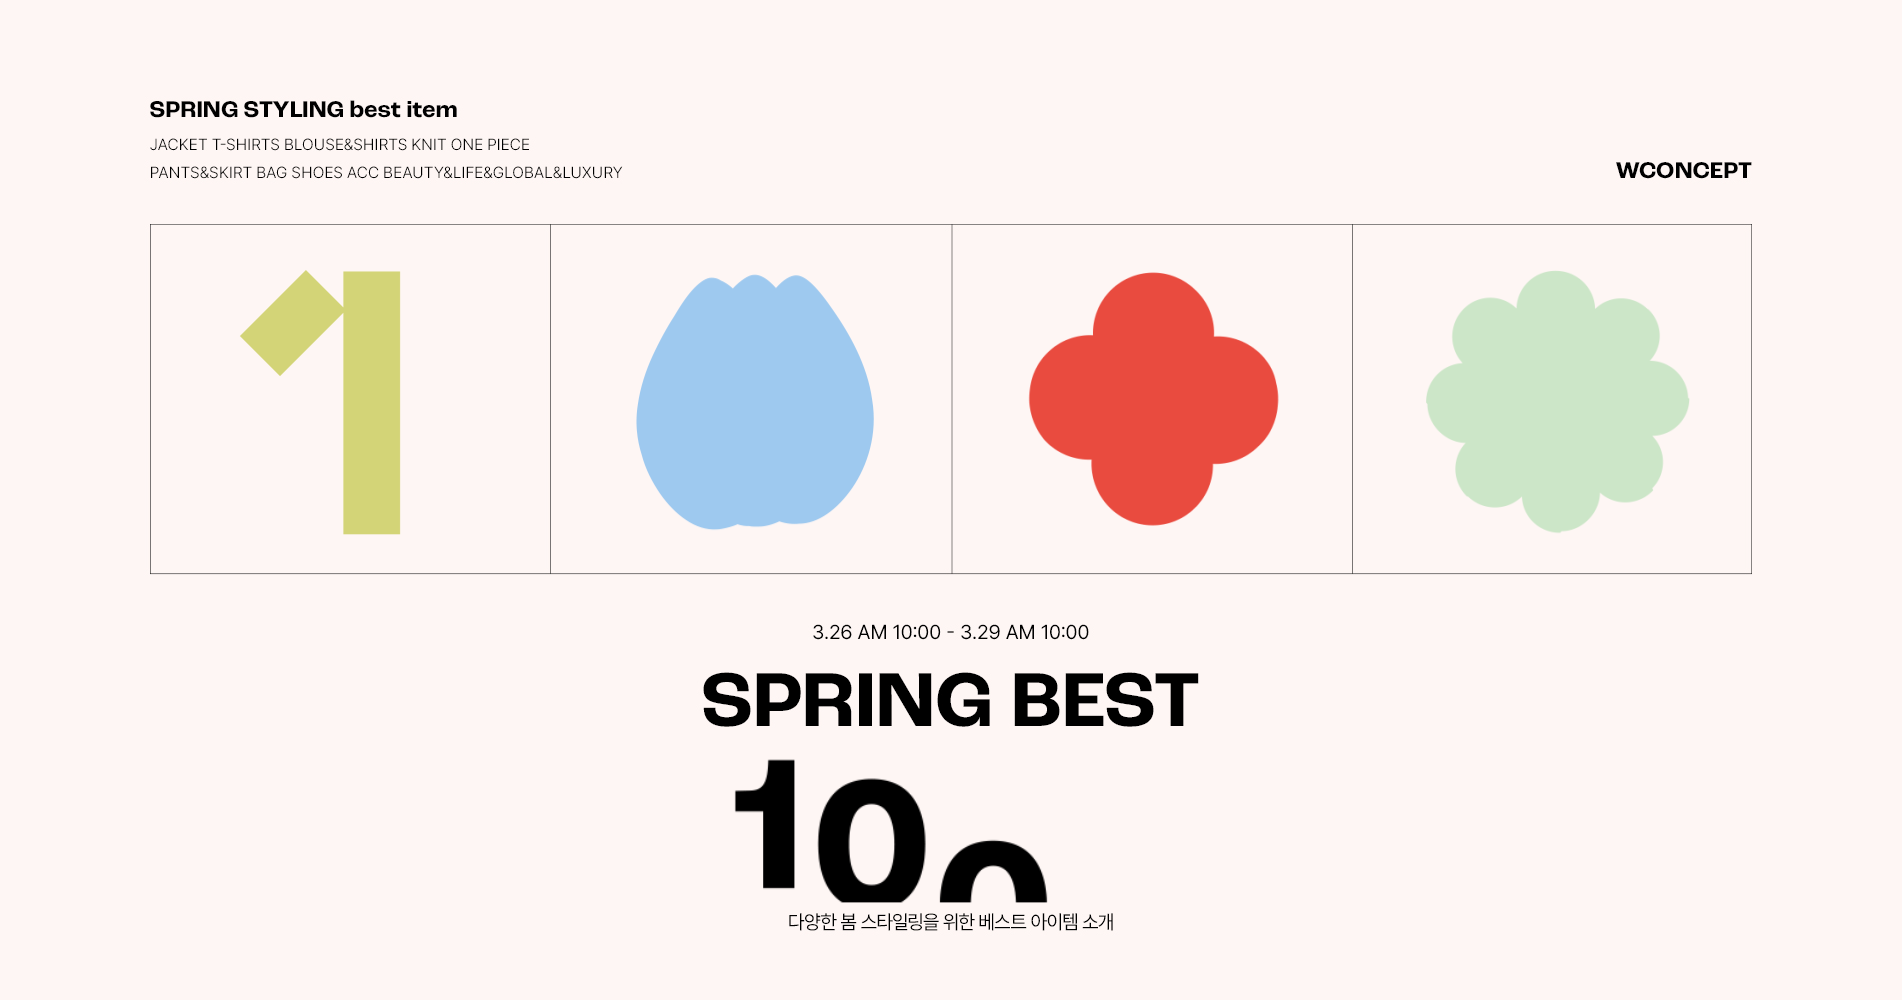 SPRING STYLING best item
JACKET T-SHIRTS BLOUSE&SHIRTS KNIT ONE PIECE
PANTS&SKIRT BAG SHOES ACC BEAUTY&LIFE&GLOBAL&LUXURY
WCONCEPT
1
3.26 AM 10:00 - 3.29 AM 10:00
SPRING BEST
100
다양한 봄 스타일링을 위한 베스트 아이템 소개